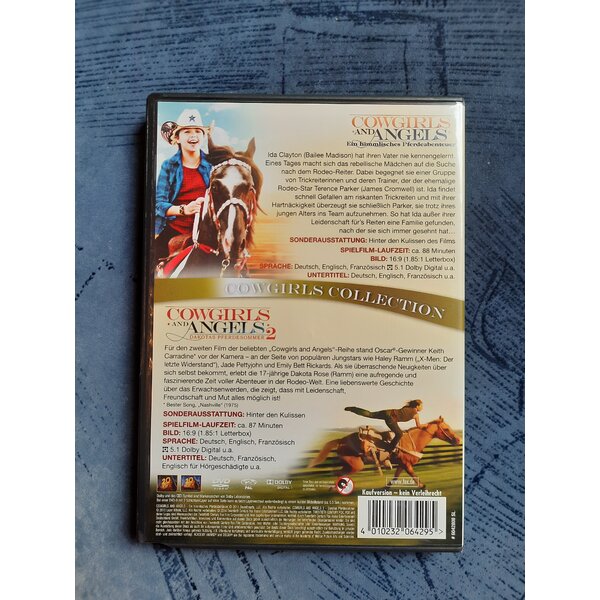 COWGIRLS
AND ANGELS
Ein himmlisches Pferdeabenteuer
Ida Clayton (Bailee Madison) hat ihren Vater nie kennengelernt.
Eines Tages macht sich das rebellische Mädchen auf die Suche
nach dem Rodeo-Reiter. Dabei begegnet sie einer Gruppe
von Trickreiterinnen und deren Trainer, der der ehemalige
Rodeo-Star Terence Parker (James Cromwell) ist. Ida findet
schnell Gefallen am riskanten Trickreiten und mit ihrer
Hartnäckigkeit überzeugt sie schließlich Parker, sie trotz ihres
jungen Alters ins Team aufzunehmen. So hat Ida außer ihrer
Leidenschaft für's Reiten eine Familie gefunden,
nach der sie sich immer gesehnt hat...
SONDERAUSSTATTUNG: Hinter den Kulissen des Films
SPIELFILM-LAUFZEIT: ca. 88 Minuten
BILD: 16:9 (1.85:1 Letterbox)
SPRACHE: Deutsch, Englisch, Französisch 5.1 Dolby Digital u.a.
UNTERTITEL: Deutsch, Englisch, Französisch u.a.
COWGIRLS COLLECTION
COWGIRLS
AND
ANGELS 2
DAKOTAS PFERDESOMMER
Für den zweiten Film der beliebten „Cowgirls and Angels"-Reihe stand Oscar®-Gewinner Keith
Carradine* vor der Kamera – an der Seite von populären Jungstars wie Haley Ramm („X-Men: Der
letzte Widerstand"), Jade Pettyjohn und Emily Bett Rickards. Als sie überraschende Neuigkeiten über
sich selbst bekommt, erlebt die 17-jährige Dakota Rose (Ramm) eine aufregende und
faszinierende Zeit voller Abenteuer in der Rodeo-Welt. Eine liebenswerte Geschichte
über das Erwachsenwerden, die zeigt, dass mit Leidenschaft,
Freundschaft und Mut alles möglich ist!
* Bester Song, „Nashville" (1975)
SONDERAUSSTATTUNG: Hinter den Kulissen
SPIELFILM-LAUFZEIT: ca. 87 Minuten
BILD: 16:9 (1.85:1 Letterbox)
SPRACHE: Deutsch, Englisch, Französisch
5.1 Dolby Digital u.a.
UNTERTITEL: Deutsch, Französisch,
Englisch für Hörgeschädigte u.a.
DVD
PAL
DOLBY
DIGITAL
www.fox.de
Kaufversion – kein Verleihrecht
4 010232 064295